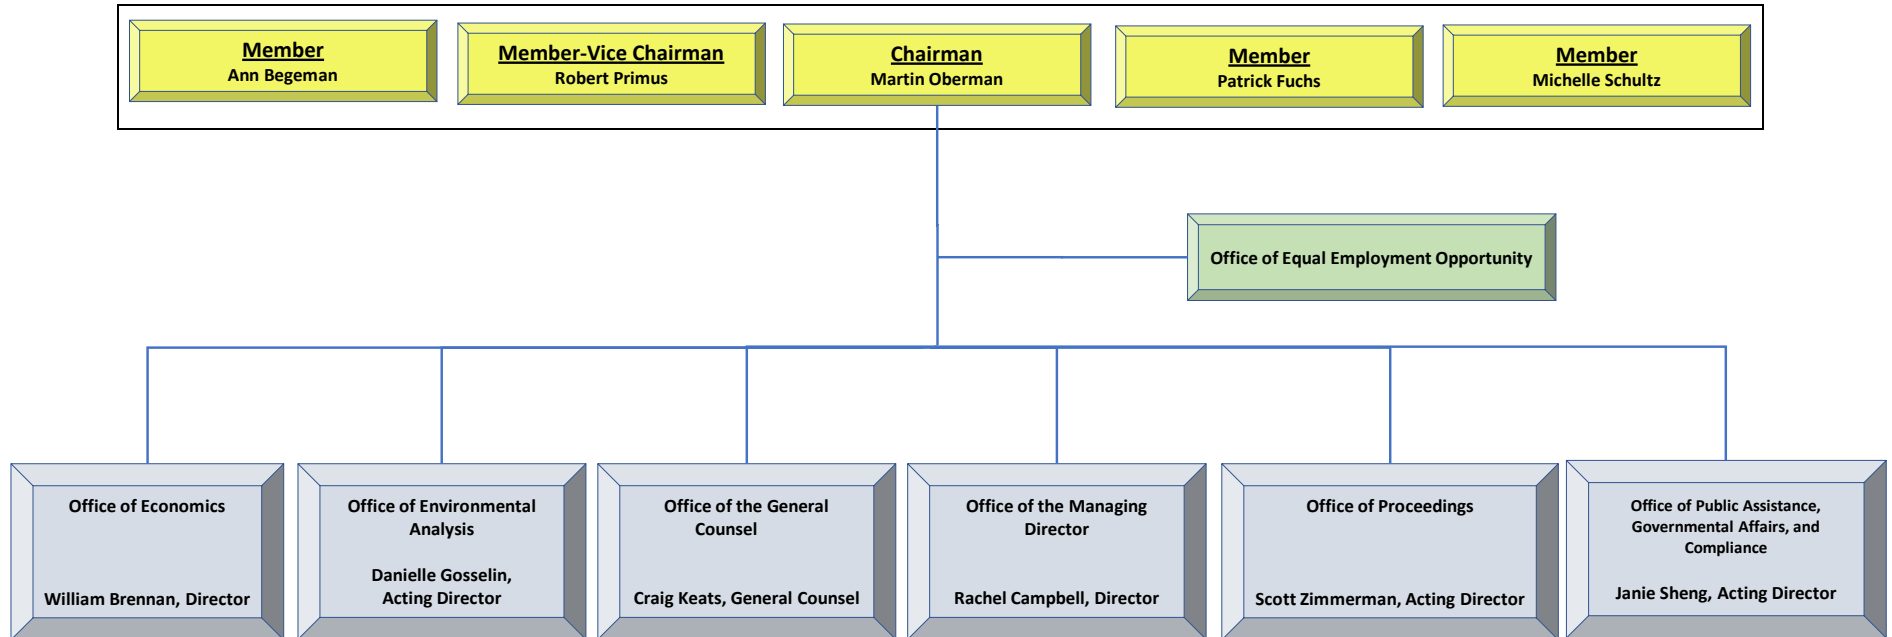 Member
Ann Begeman
Member-Vice Chairman
Robert Primus
Chairman
Martin Oberman
Member
Patrick Fuchs
Member
Michelle Schultz
Office of Equal Employment Opportunity
Office of Economics
William Brennan, Director
Office of Environmental
Analysis
Danielle Gosselin,
Acting Director
Office of the General
Counsel
Craig Keats, General Counsel
Office of the Managing
Director
Rachel Campbell, Director
Office of Proceedings
Scott Zimmerman, Acting Director
Office of Public Assistance,
Governmental Affairs, and
Compliance
Janie Sheng, Acting Director